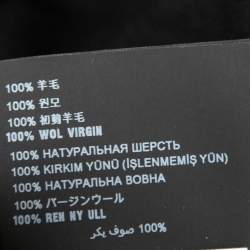 100% 羊毛
100% 원모
100% 初剪羊毛
100% WOL VIRGIN
100% НАТУРАЛЬНАЯ ШЕРСТЬ
100% KIRKIM YÜNÜ (İŞLENMEMİŞ YÜN)
100% НАТУРАЛЬНА ВОВНА
100% バージンウール
100% REN NY ULL
100% صوف بكر